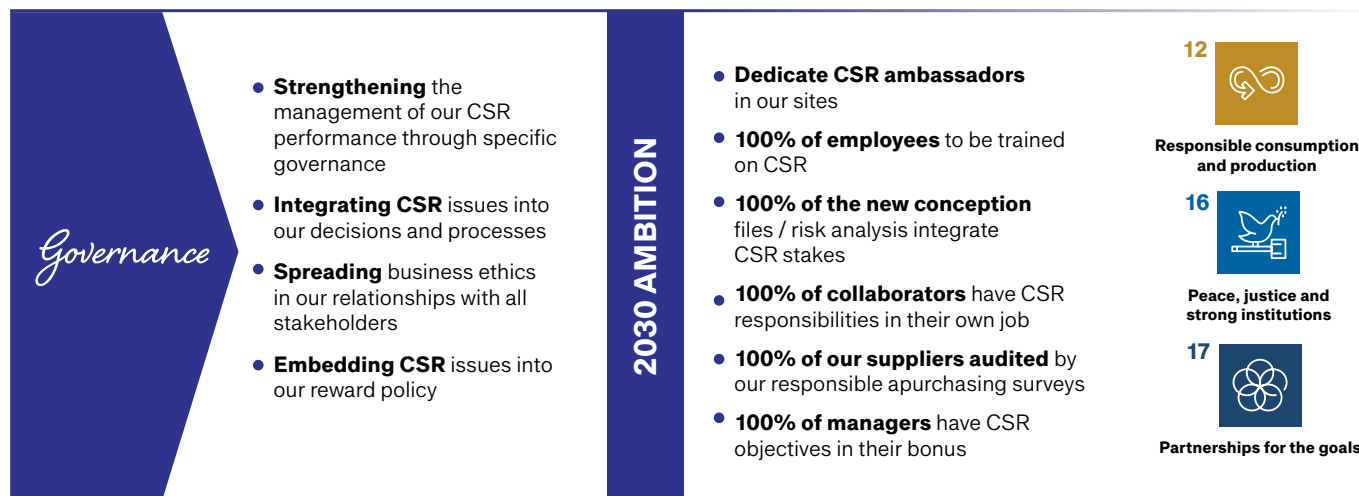 Governance
Strengthening the
management of our CSR
performance through specific
governance
Integrating CSR issues into
our decisions and processes
Spreading business ethics
in our relationships with all
stakeholders
Embedding CSR issues into
our reward policy
2030 AMBITION
Dedicate CSR ambassadors
in our sites
100% of employees to be trained
on CSR
100% of the new conception
files / risk analysis integrate
CSR stakes
100% of collaborators have CSR
responsibilities in their own job
100% of our suppliers audited by
our responsible apurchasing surveys
100% of managers have CSR
objectives in their bonus
12
Responsible consumption
and production
16
Peace, justice and
strong institutions
17
Partnerships for the goals